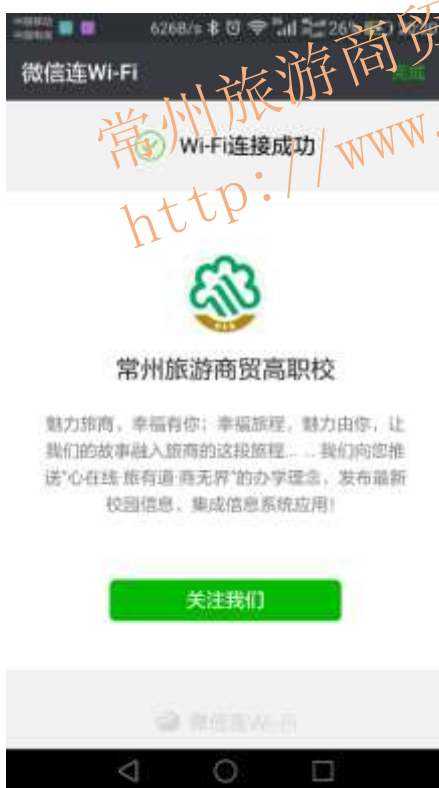 626B/s
26%
微信连Wi-Fi
完成
常州旅游商贸
http://www.
Wi-Fi连接成功
常州旅游商贸高职校
魅力旅商，幸福有你；幸福旅程，魅力由你，让
我们的故事融入旅商的这段旅程……我们向您推
送“心在线·旅有道·商无界”的办学理念，发布最新
校园信息、集成信息系统应用！
关注我们
微信连Wi-Fi